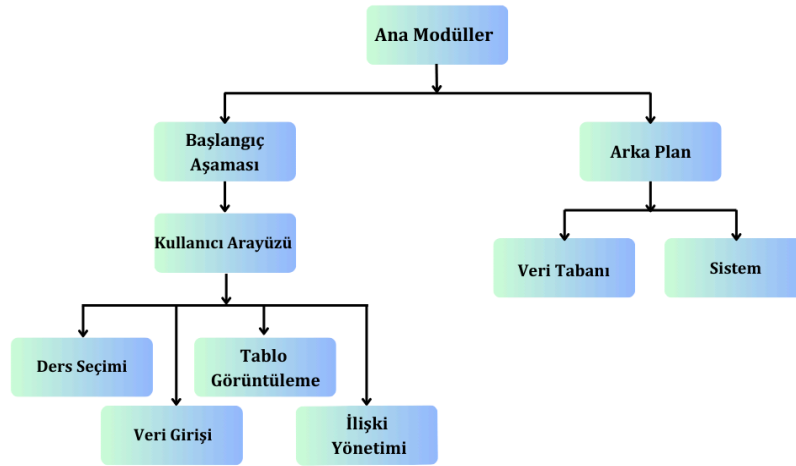 Ana Modüller
Başlangıç
Aşaması
Arka Plan
Kullanıcı Arayüzü
Veri Tabanı
Sistem
Ders Seçimi
Tablo
Görüntüleme
Veri Girişi
İlişki
Yönetimi